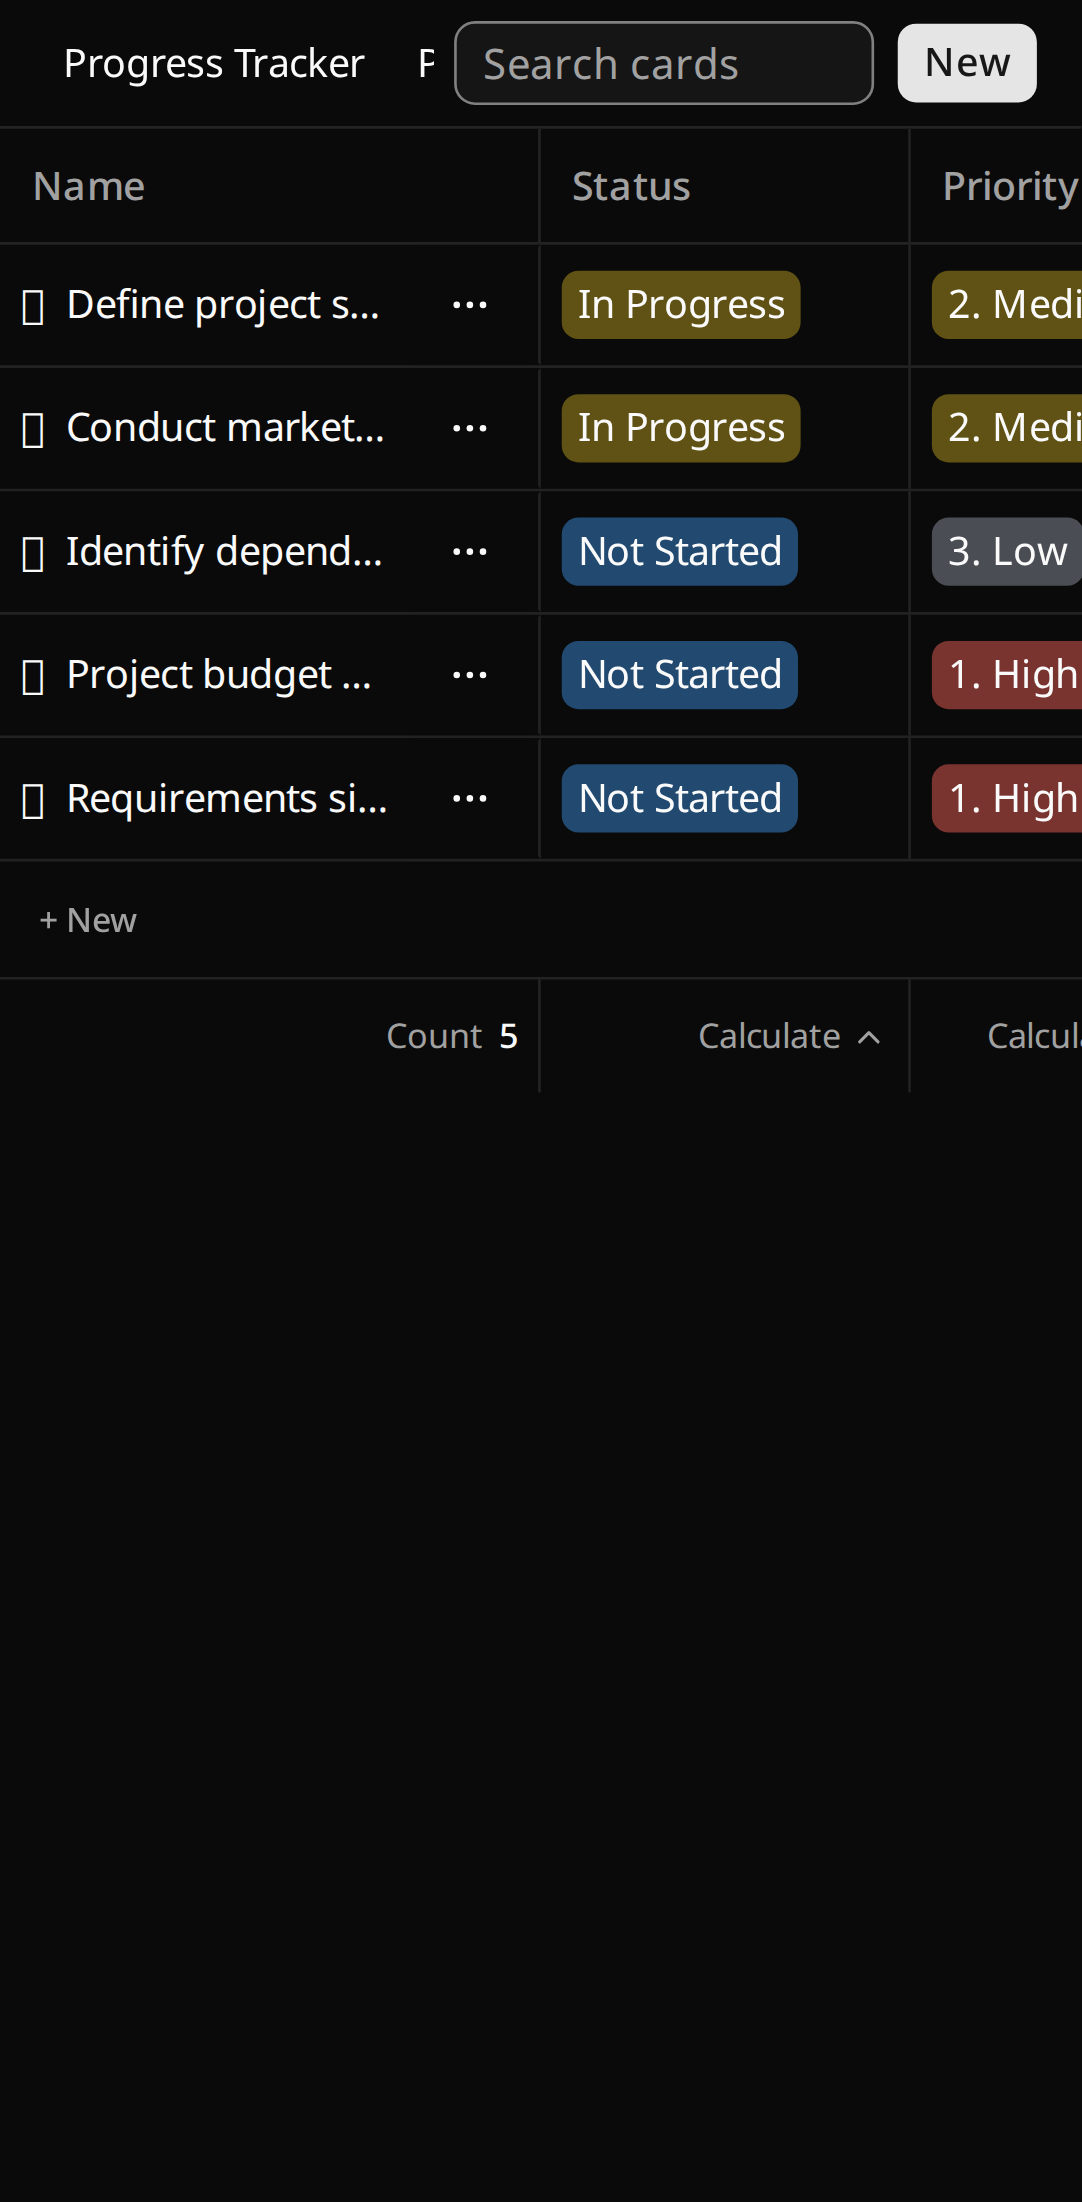 Progress Tracker P Search cards New
Name Status Priority
Define project s... In Progress 2. Medi
Conduct market... In Progress 2. Medi
Identify depend... Not Started 3. Low
Project budget ... Not Started 1. High
Requirements si... Not Started 1. High
+ New
Count 5 Calculate Calcul